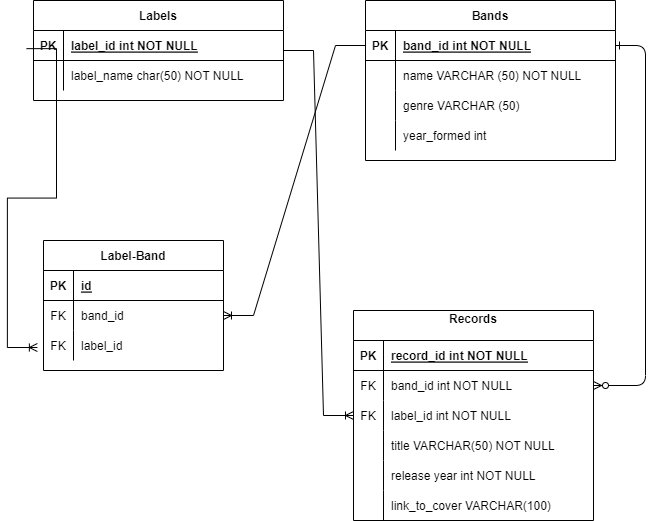 Labels
PK label_id int NOT NULL
label_name char(50) NOT NULL
Bands
PK band_id int NOT NULL
name VARCHAR (50) NOT NULL
genre VARCHAR (50)
year_formed int
Label-Band
PK id
FK band_id
FK label_id
Records
PK record_id int NOT NULL
FK band_id int NOT NULL
FK label_id int NOT NULL
title VARCHAR(50) NOT NULL
release year int NOT NULL
link_to_cover VARCHAR(100)